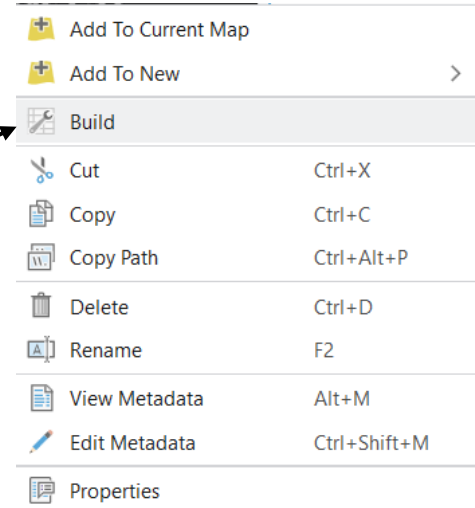 Add To Current Map
Add To New
Build
Cut Ctrl+X
Copy Ctrl+C
Copy Path Ctrl+Alt+P
Delete Ctrl+D
Rename F2
View Metadata Alt+M
Edit Metadata Ctrl+Shift+M
Properties